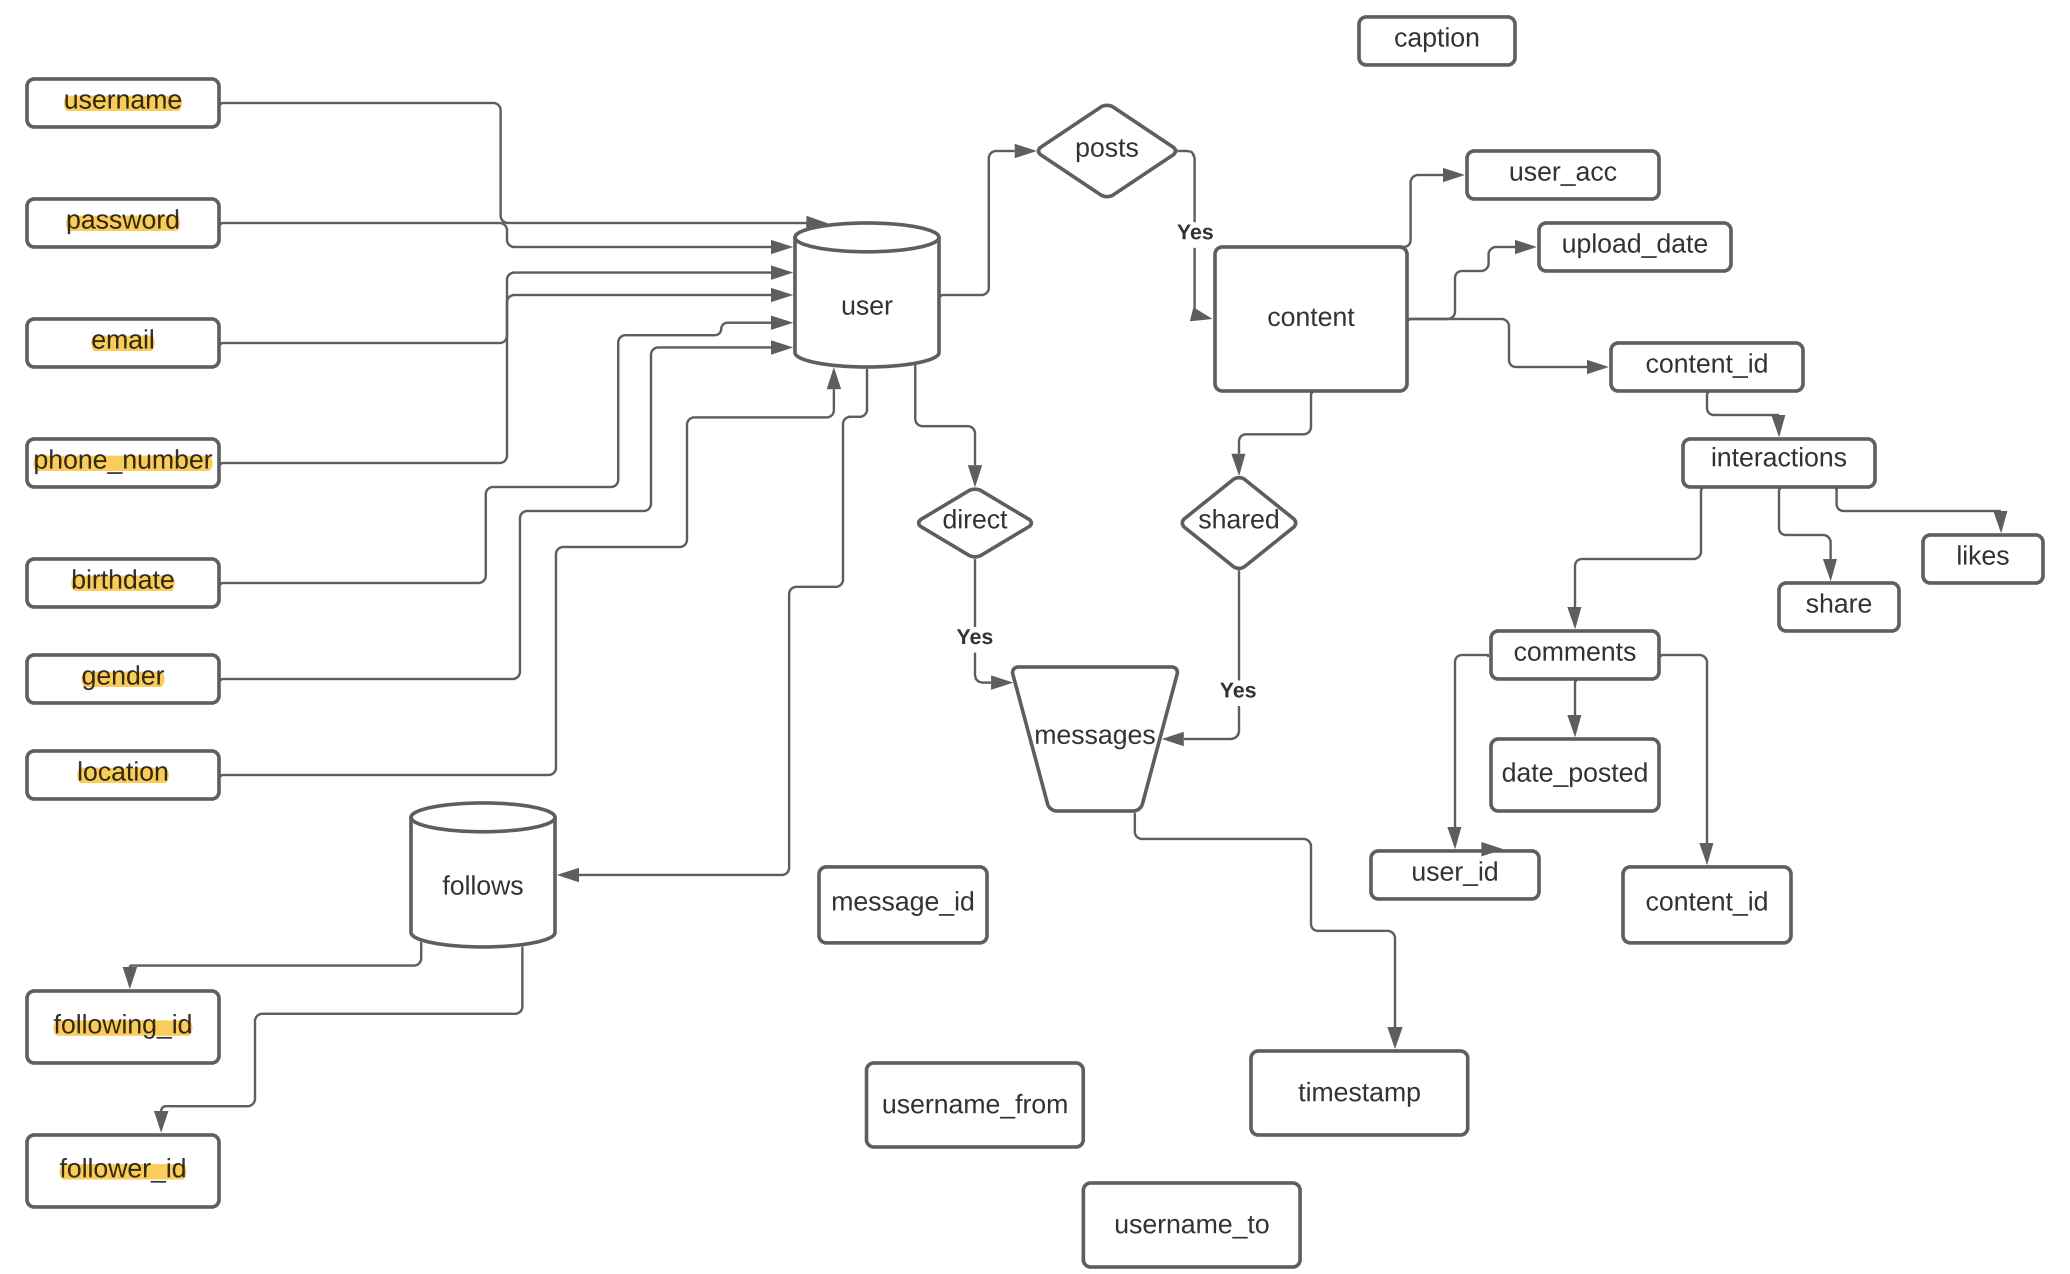 caption
username
posts
user_acc
password
Yes
upload_date
user
content
email
content_id
phone_number
interactions
direct
shared
likes
birthdate
share
Yes
comments
gender
Yes
messages
location
date_posted
follows
message_id
user_id
content_id
following_id
username_from
timestamp
follower_id
username_to